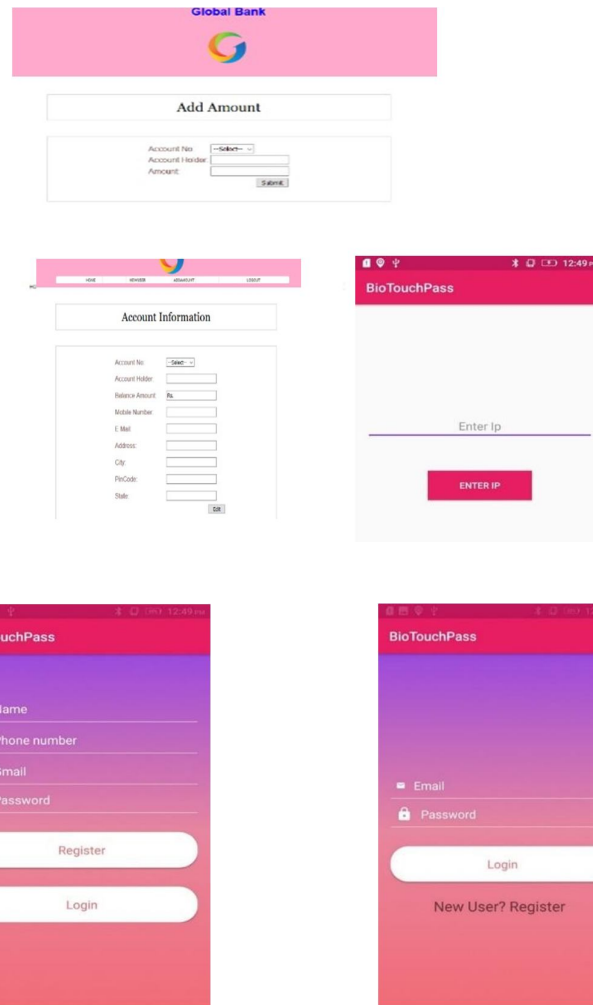 Global Bank
Add Amount
Account No
--Select--
Account Holder:
Amount:
Submit
HOME
LOGOUT
Account Information
Account No:
--Select--
Account Holder:
Balance Amount:
Rs.
Mobile Number:
E Mail:
Address:
City:
PinCode:
State:
Edit
12:49 P
BioTouchPass
Enter Ip
ENTER IP
12:49 PM
uchPass
ame
hone number
mail
assword
Register
Login
BioTouchPass
Email
Password
Login
New User? Register